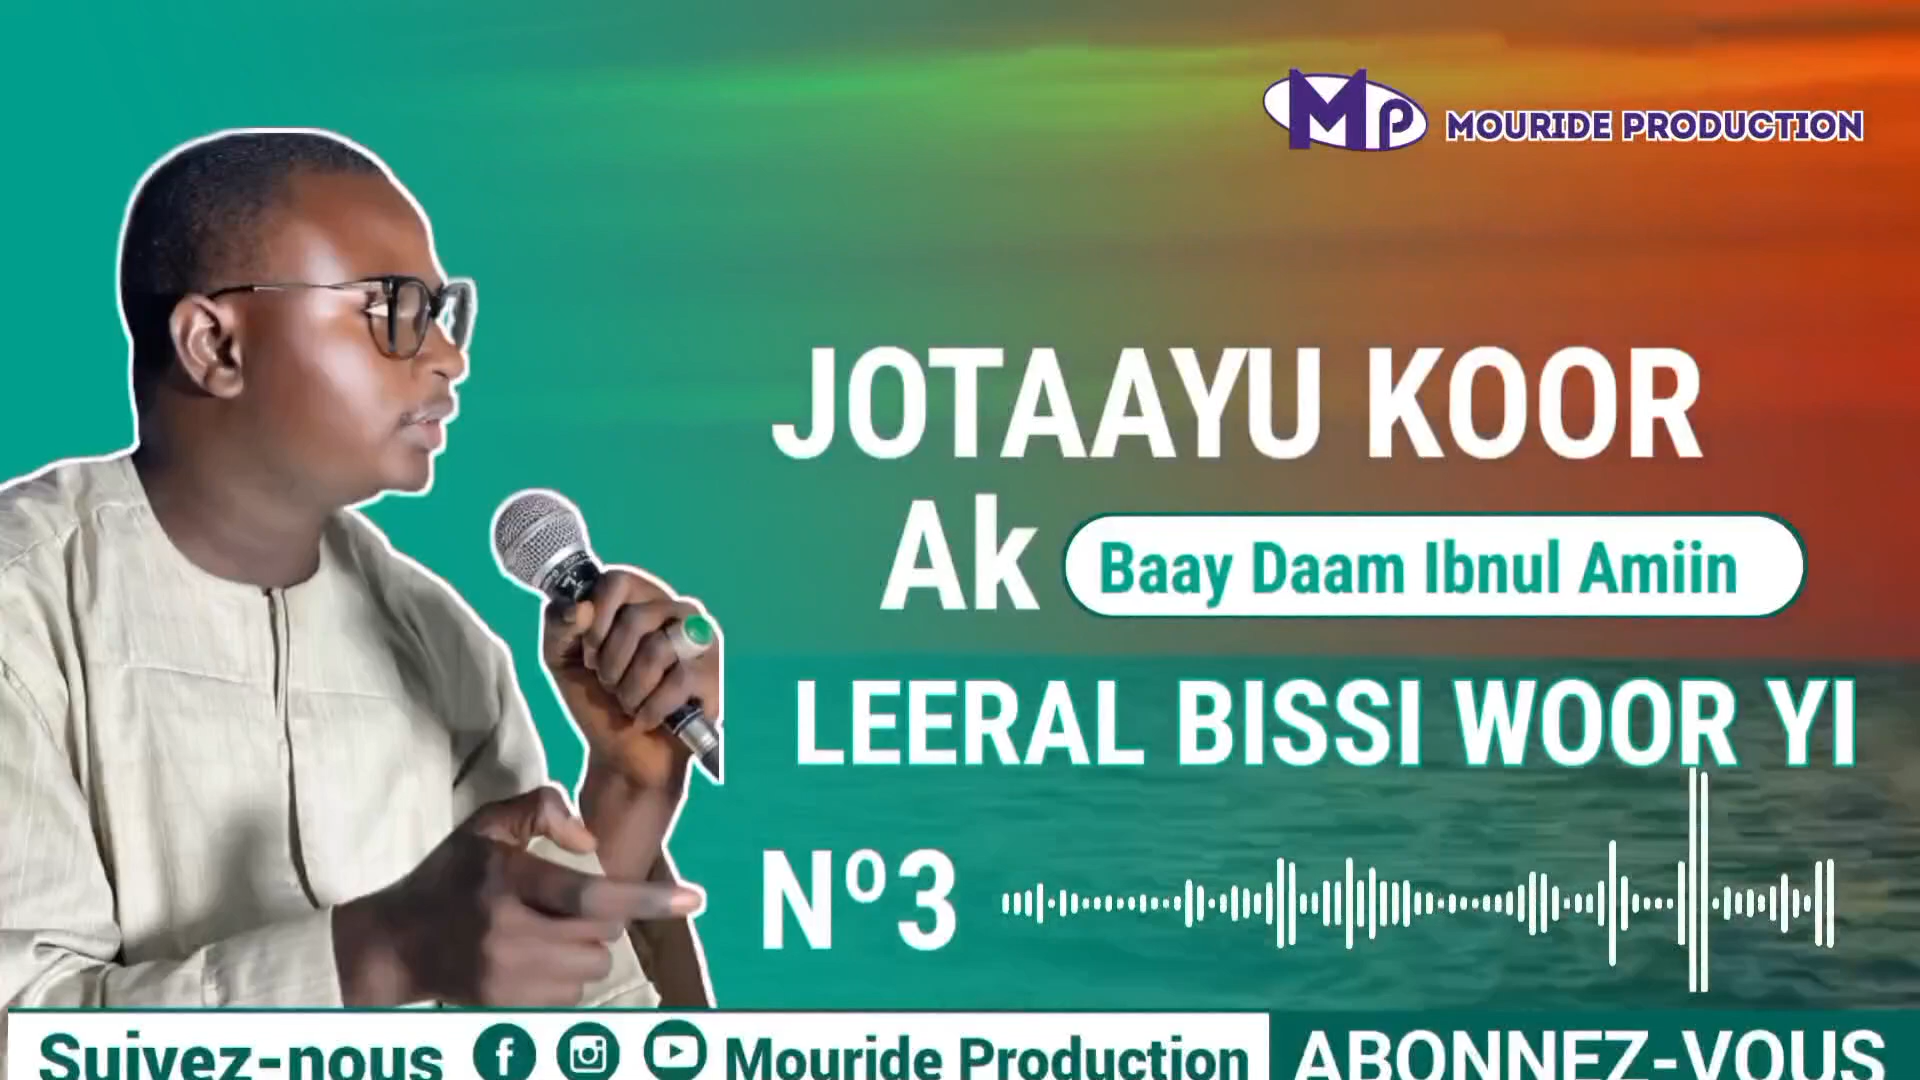 Mp MOURIDE PRODUCTION
JOTAAYU KOOR
Ak Baay Daam Ibnul Amiin
LEERAL BISSI WOOR YI
Nº3
Suivez-nous Mouride Production ABONNEZ-VOUS